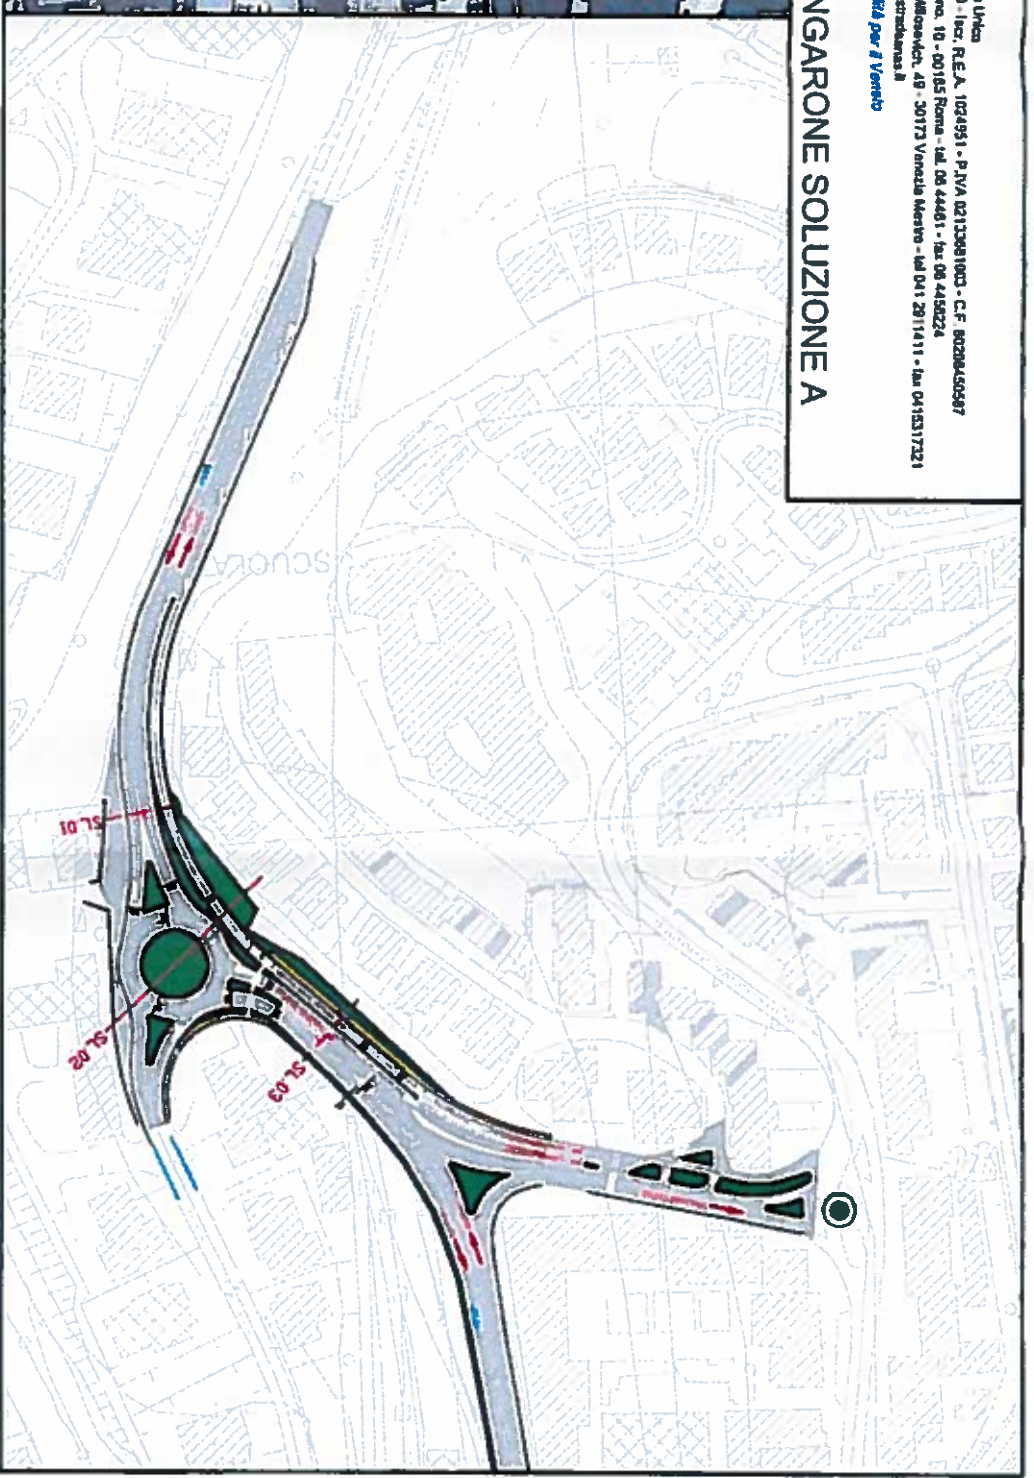 Unica
Iscr. R.E.A. 1024951 - P.IVA 02133681003 - C.F. 80208450587
10 - 00185 Roma - tel. 06 44461 - fax 06 4456224
Milosevich, 49 - 30173 Venezia Mestre - tel 041 2911411 - fax 0415317321
per il Veneto
NGARONE SOLUZIONE A
SCUOLA
SL.01
SL.02
SL.03